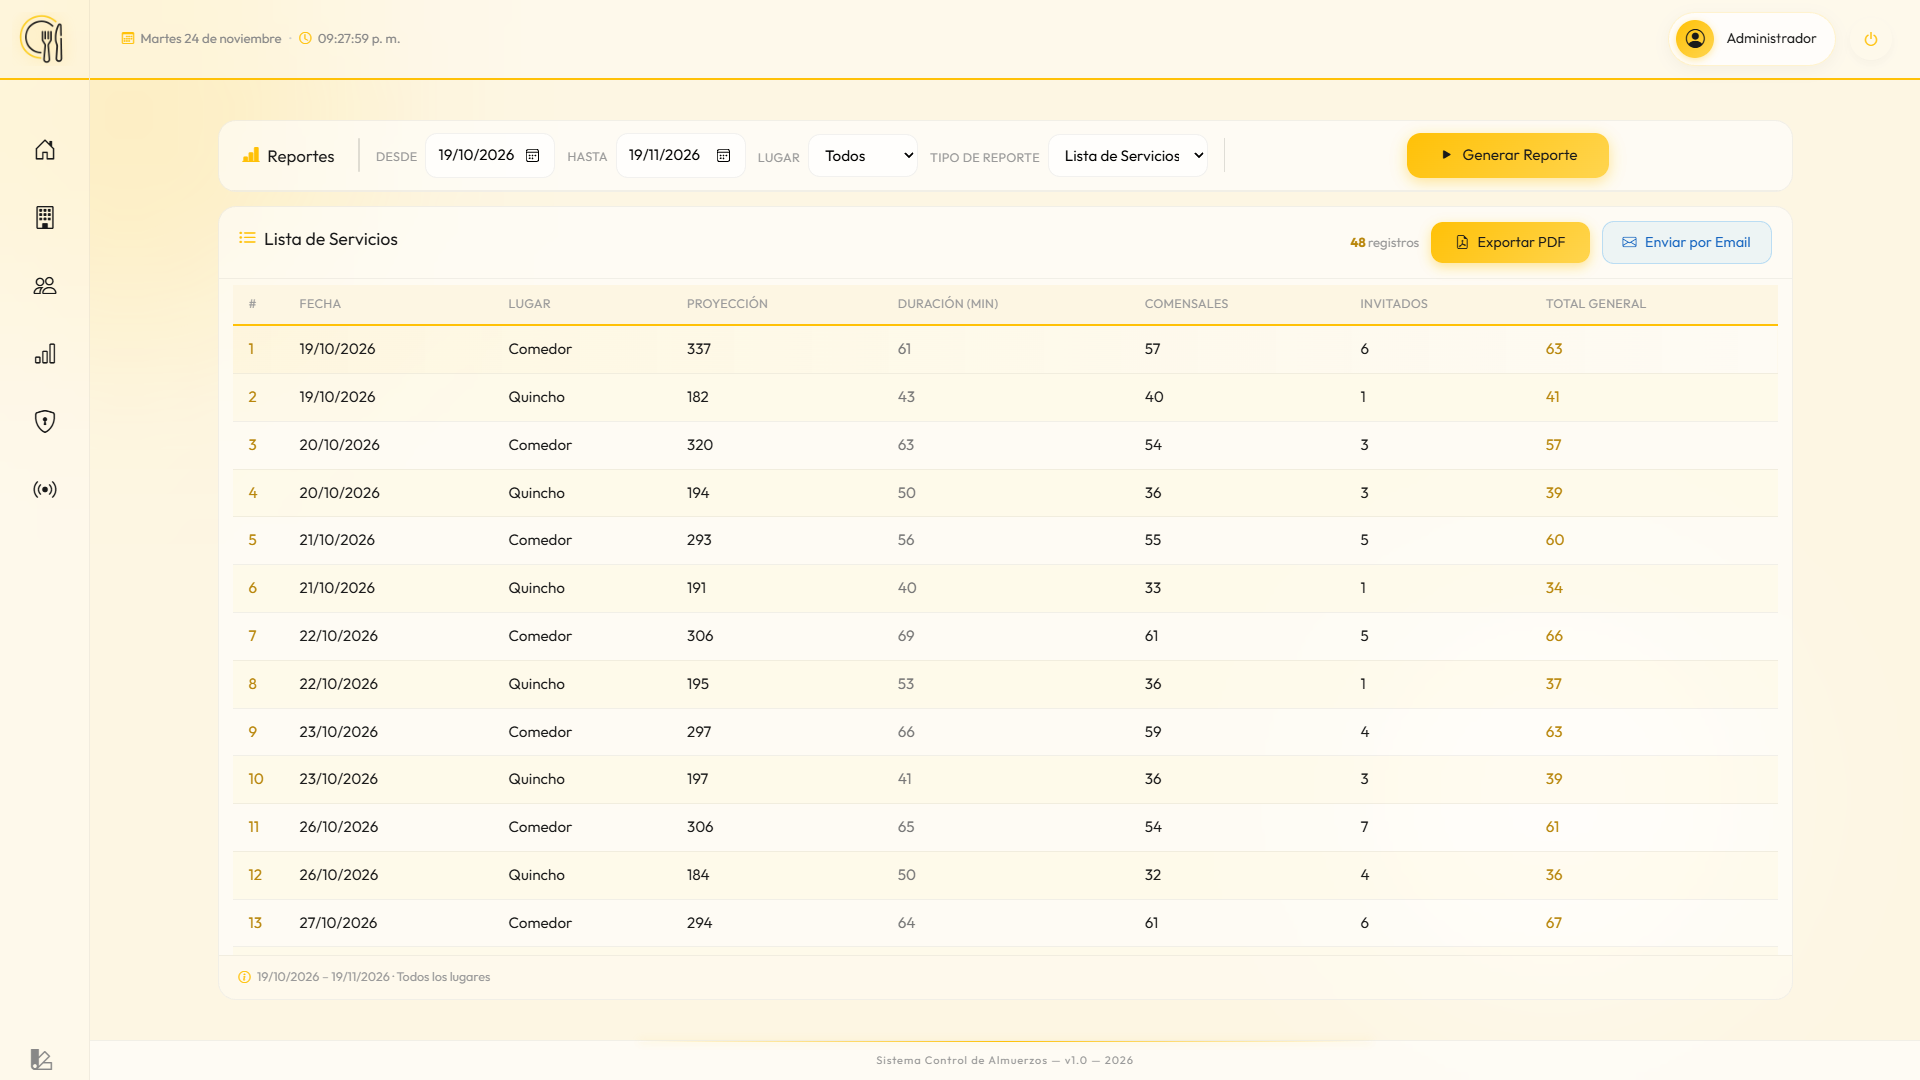 Martes 24 de noviembre · 09:27:59 p. m.
Administrador
Reportes
DESDE 19/10/2026 HASTA 19/11/2026 LUGAR Todos TIPO DE REPORTE Lista de Servicios
Generar Reporte
Lista de Servicios
48 registros Exportar PDF Enviar por Email
# FECHA LUGAR PROYECCIÓN DURACIÓN (MIN) COMENSALES INVITADOS TOTAL GENERAL
1 19/10/2026 Comedor 337 61 57 6 63
2 19/10/2026 Quincho 182 43 40 1 41
3 20/10/2026 Comedor 320 63 54 3 57
4 20/10/2026 Quincho 194 50 36 3 39
5 21/10/2026 Comedor 293 56 55 5 60
6 21/10/2026 Quincho 191 40 33 1 34
7 22/10/2026 Comedor 306 69 61 5 66
8 22/10/2026 Quincho 195 53 36 1 37
9 23/10/2026 Comedor 297 66 59 4 63
10 23/10/2026 Quincho 197 41 36 3 39
11 26/10/2026 Comedor 306 65 54 7 61
12 26/10/2026 Quincho 184 50 32 4 36
13 27/10/2026 Comedor 294 64 61 6 67
19/10/2026 – 19/11/2026 · Todos los lugares
Sistema Control de Almuerzos — v1.0 — 2026